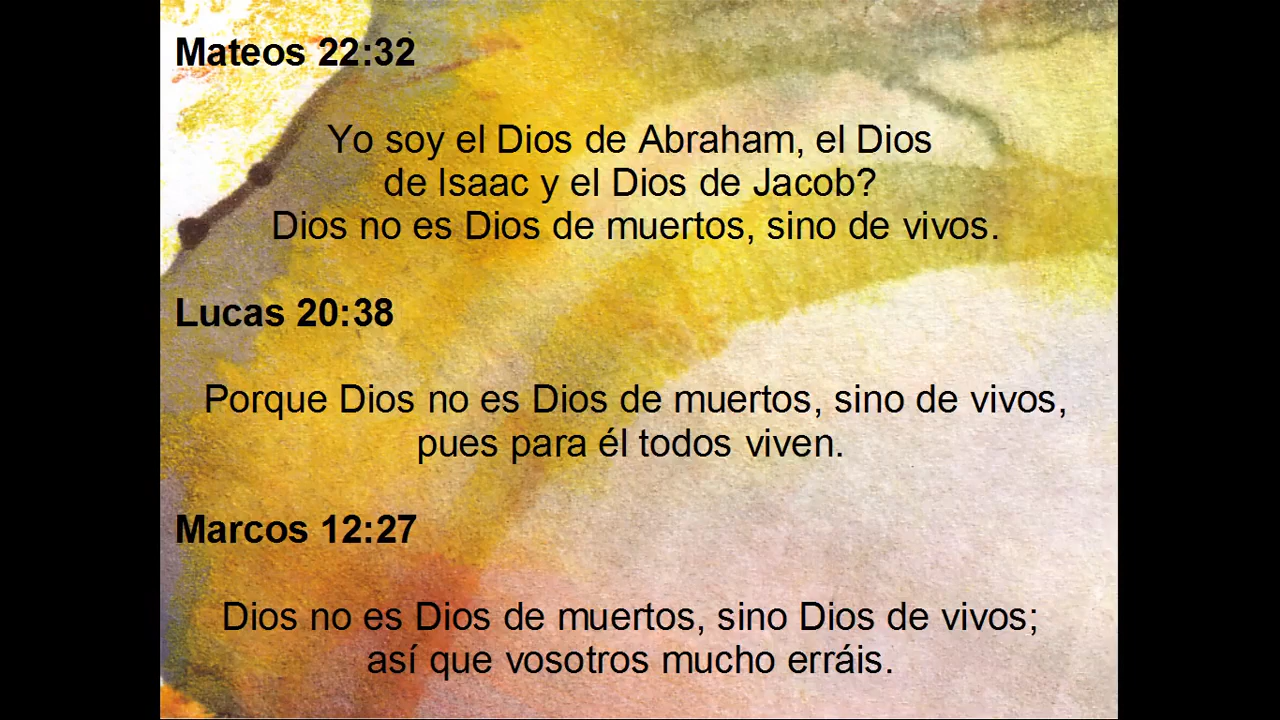 Mateos 22:32
Yo soy el Dios de Abraham, el Dios
de Isaac y el Dios de Jacob?
Dios no es Dios de muertos, sino de vivos.
Lucas 20:38
Porque Dios no es Dios de muertos, sino de vivos,
pues para él todos viven.
Marcos 12:27
Dios no es Dios de muertos, sino Dios de vivos;
así que vosotros mucho erráis.